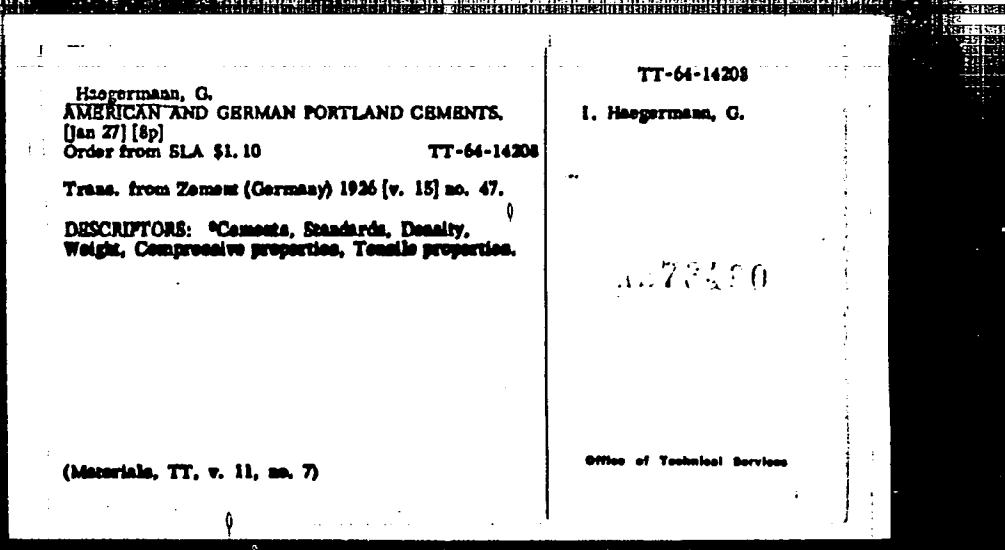 Haegermann, G.
AMERICAN AND GERMAN PORTLAND CEMENTS,
[Jan 27] [8p]
Order from SLA $1.10 TT-64-14208
Trans. from Zement (Germany) 1926 [v. 15] no. 47.
DESCRIPTORS: *Cements, Standards, Density,
Weight, Compressive properties, Tensile properties.
(Materials, TT, v. 11, no. 7)
TT-64-14208
I. Haegermann, G.
Office of Technical Services